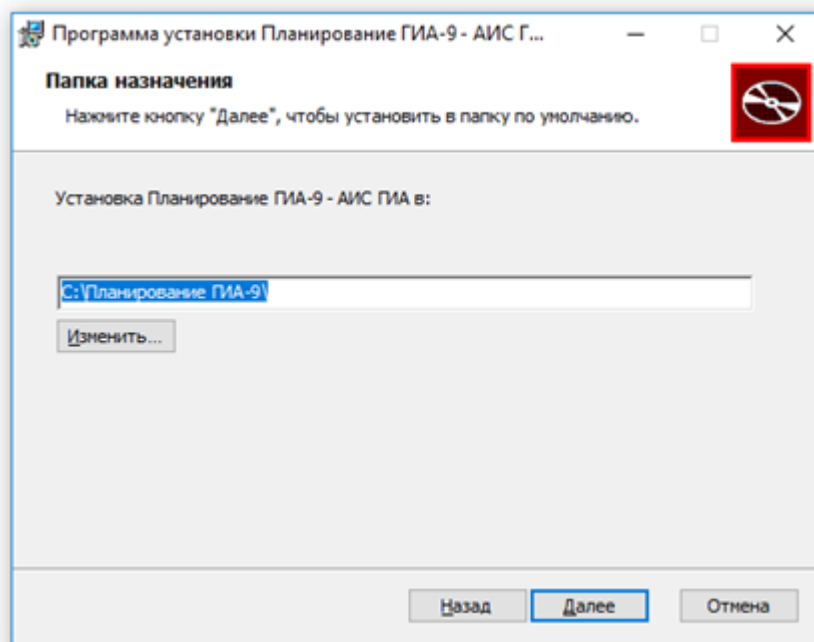 Программа установки Планирование ГИА-9 - АИС Г...
Папка назначения
Нажмите кнопку "Далее", чтобы установить в папку по умолчанию.
Установка Планирование ГИА-9 - АИС ГИА в:
C:\Планирование ГИА-9\
Изменить...
Назад
Далее
Отмена